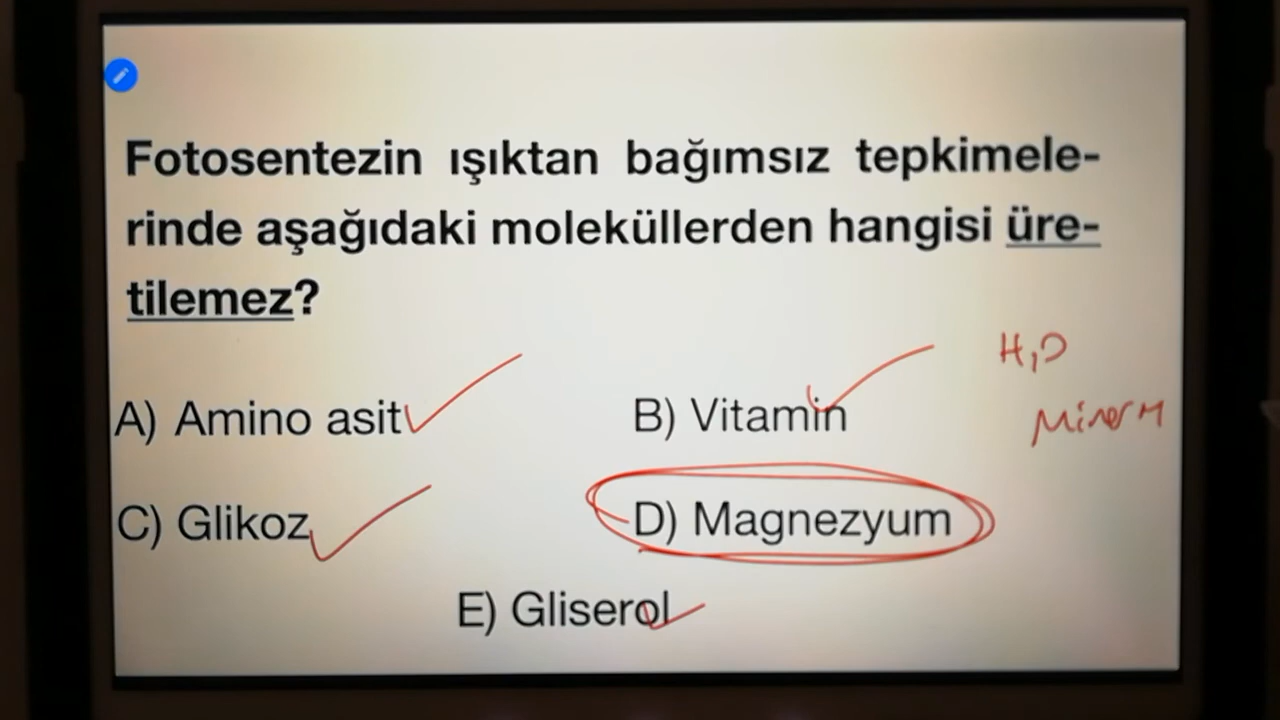 Fotosentezin ışıktan bağımsız tepkimele-
rinde aşağıdaki moleküllerden hangisi üre-
tilemez?
H₂O
A) Amino asit
B) Vitamin
Mineral
C) Glikoz
D) Magnezyum
E) Gliserol